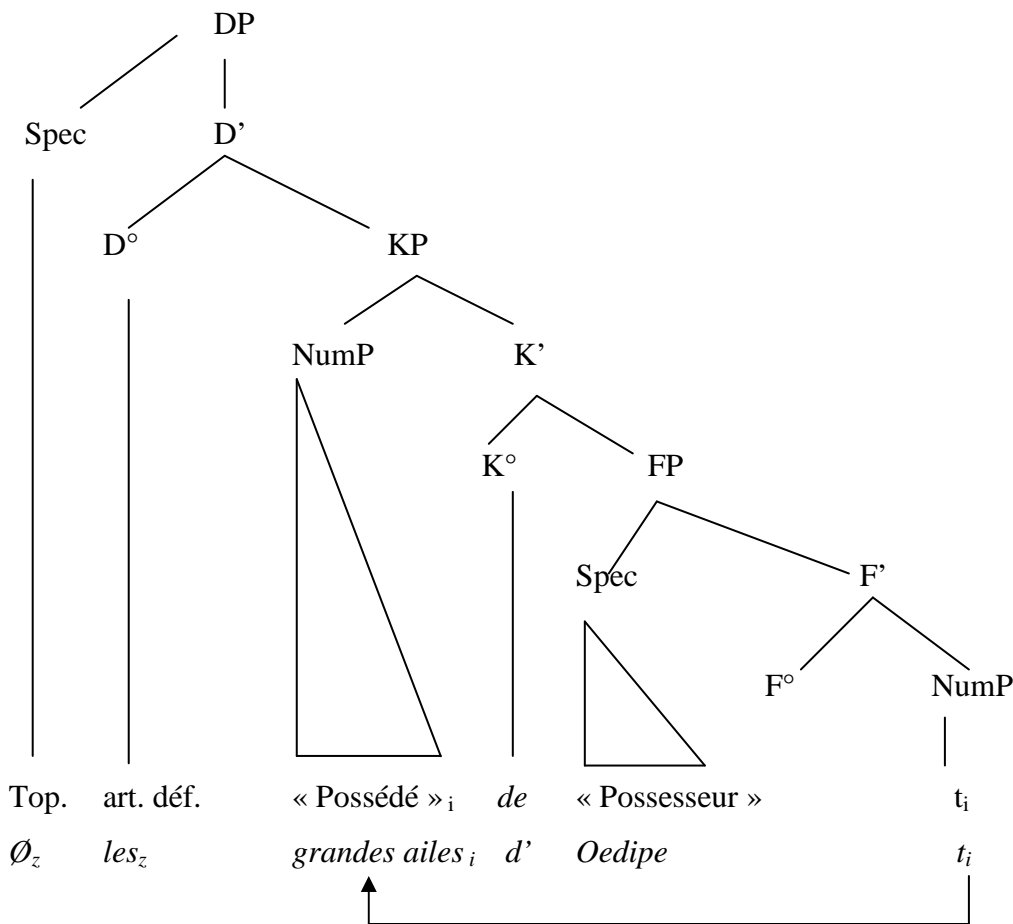 DP
Spec D’
D° KP
NumP K’
K° FP
Spec F’
F° NumP
Top. art. déf. « Possédé » i de « Possesseur » ti
Øz lesz grandes ailes i d’ Oedipe ti